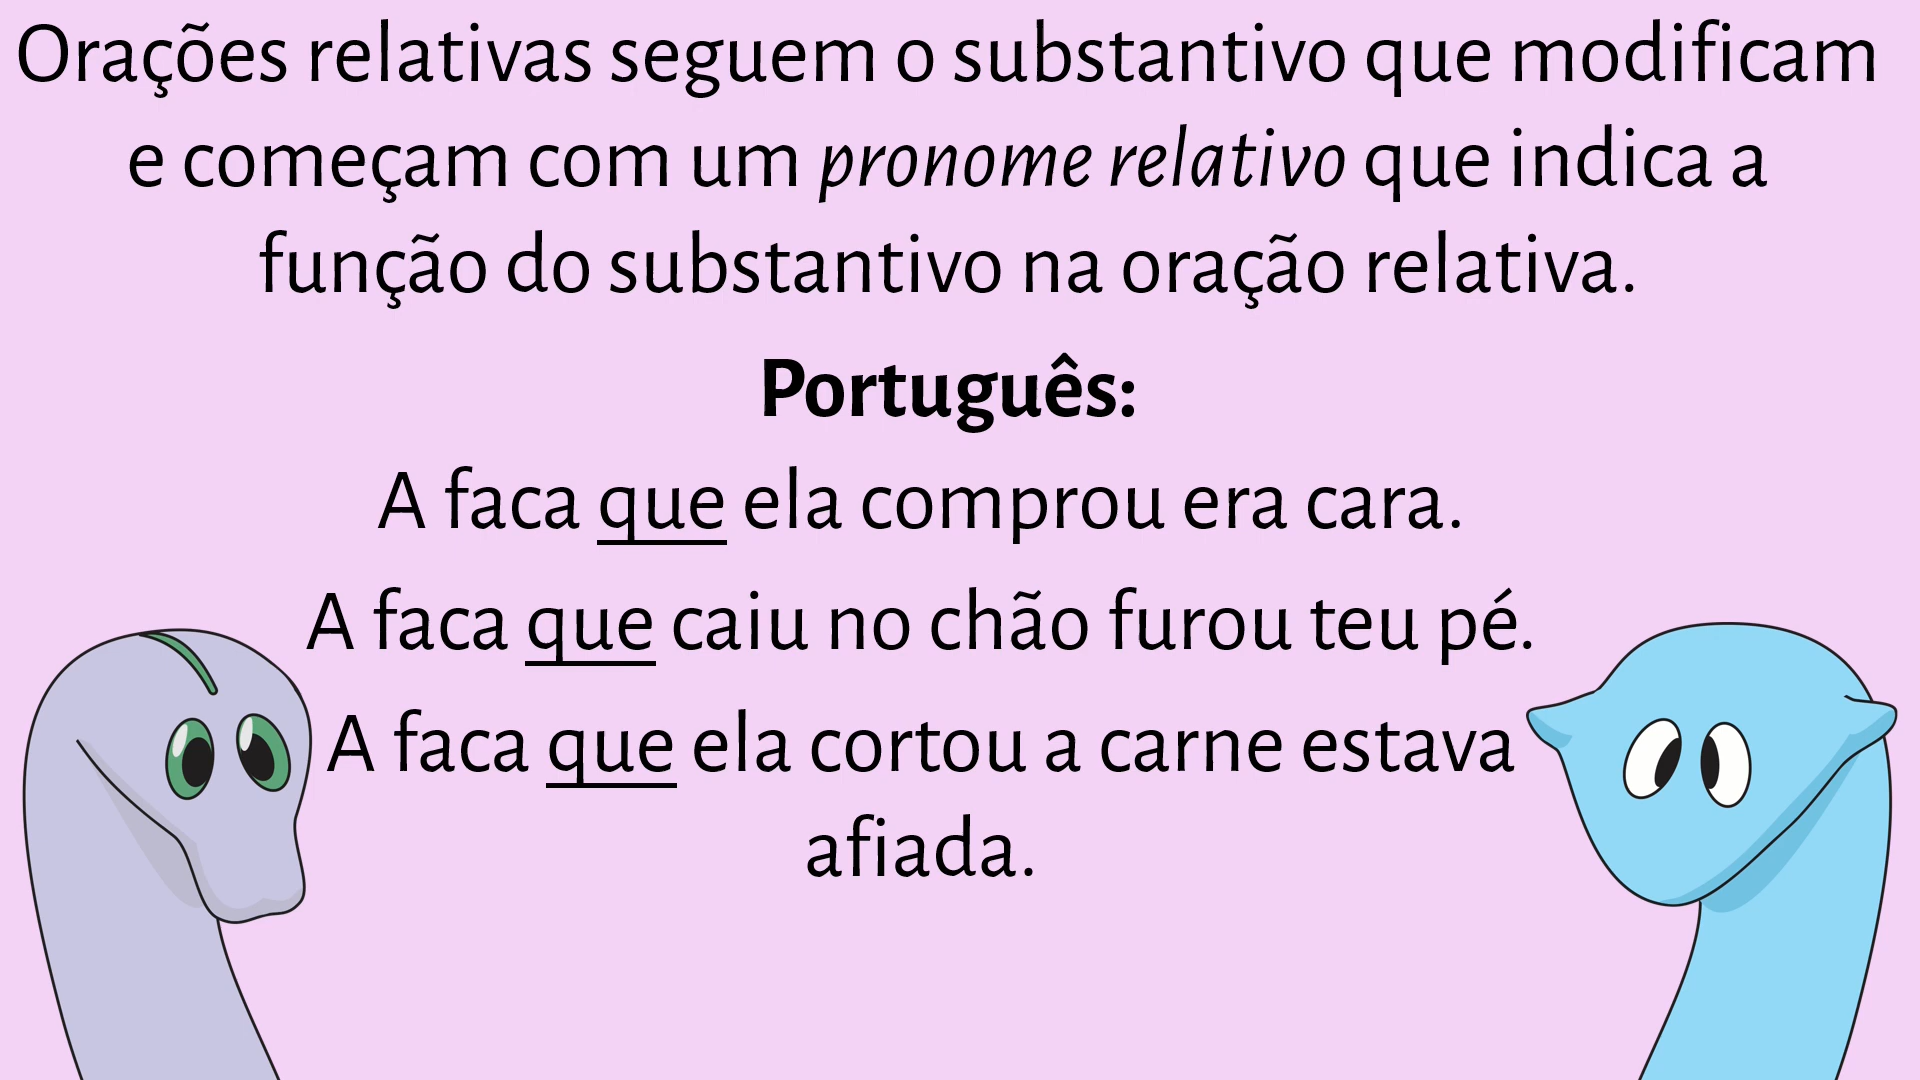 Orações relativas seguem o substantivo que modificam
e começam com um pronome relativo que indica a
função do substantivo na oração relativa.
Português:
A faca que ela comprou era cara.
A faca que caiu no chão furou teu pé.
A faca que ela cortou a carne estava
afiada.